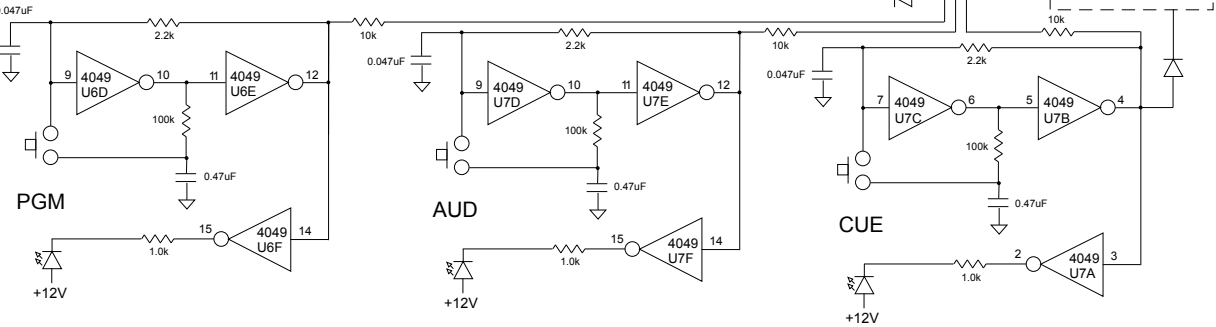 0.047uF
2.2k
10k
9
4049
U6D
10
11
4049
U6E
12
100k
0.47uF
PGM
15
4049
U6F
14
1.0k
+12V
0.047uF
2.2k
10k
9
4049
U7D
10
11
4049
U7E
12
100k
0.47uF
AUD
15
4049
U7F
14
1.0k
+12V
10k
0.047uF
2.2k
7
4049
U7C
6
5
4049
U7B
4
100k
0.47uF
CUE
2
4049
U7A
3
1.0k
+12V